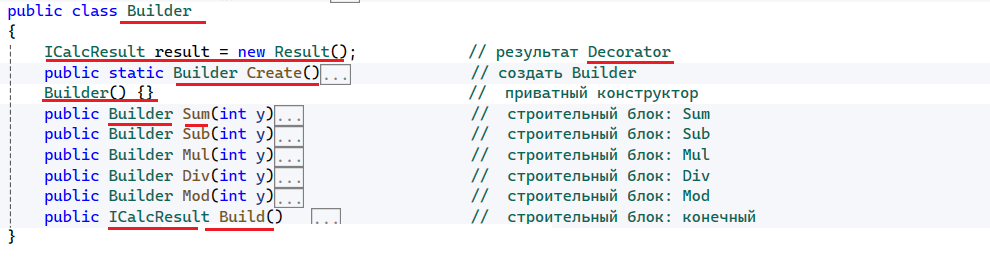 public class Builder
{
ICalcResult result = new Result(); // результат Decorator
public static Builder Create()... // создать Builder
Builder() {} // приватный конструктор
public Builder Sum(int y)... // строительный блок: Sum
public Builder Sub(int y)... // строительный блок: Sub
public Builder Mul(int y)... // строительный блок: Mul
public Builder Div(int y)... // строительный блок: Div
public Builder Mod(int y)... // строительный блок: Mod
public ICalcResult Build() ... // строительный блок: конечный
}